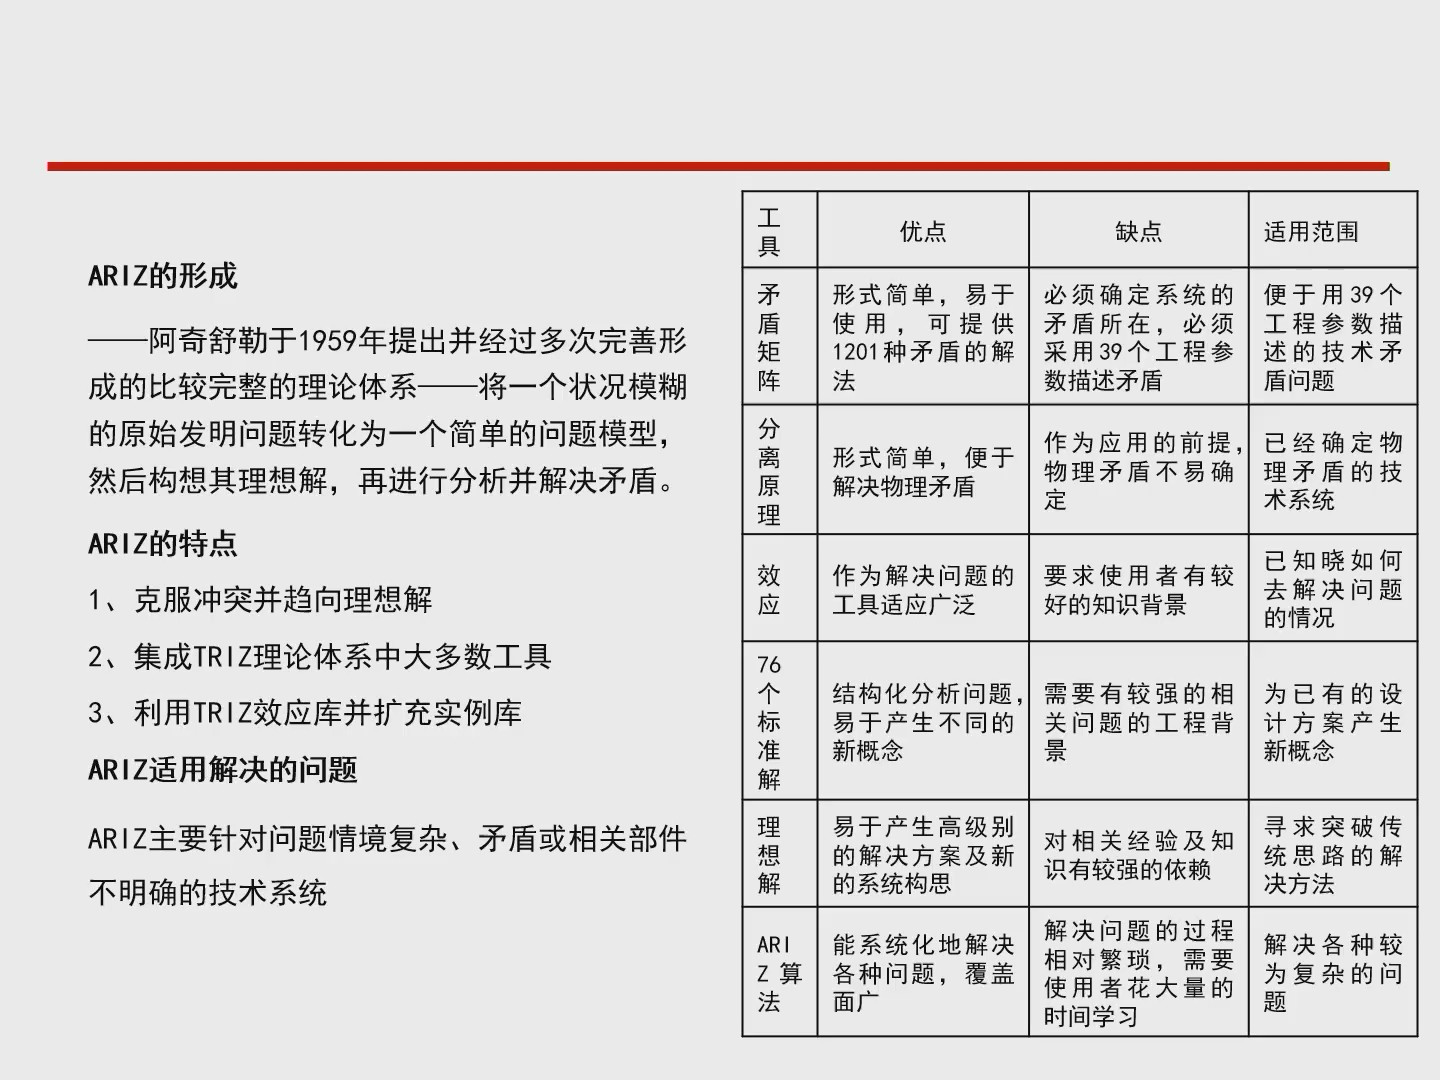 ARIZ的形成
——阿奇舒勒于1959年提出并经过多次完善形
成的比较完整的理论体系——将一个状况模糊
的原始发明问题转化为一个简单的问题模型，
然后构想其理想解，再进行分析并解决矛盾。
ARIZ的特点
1、克服冲突并趋向理想解
2、集成TRIZ理论体系中大多数工具
3、利用TRIZ效应库并扩充实例库
ARIZ适用解决的问题
ARIZ主要针对问题情境复杂、矛盾或相关部件
不明确的技术系统
工
具
优点
缺点
适用范围
矛
盾
矩
阵
形式简单，易于
使用，可提供
1201种矛盾的解
法
必须确定系统的
矛盾所在，必须
采用39个工程参
数描述矛盾
便于用39个
工程参数描
述的技术矛
盾问题
分
离
原
理
形式简单，便于
解决物理矛盾
作为应用的前提，
物理矛盾不易确
定
已经确定物
理矛盾的技
术系统
效
应
作为解决问题的
工具适应广泛
要求使用者有较
好的知识背景
已知晓如何
去解决问题
的情况
76
个
标
准
解
结构化分析问题，
易于产生不同的
新概念
需要有较强的相
关问题的工程背
景
为已有的设
计方案产生
新概念
理
想
解
易于产生高级别
的解决方案及新
的系统构思
对相关经验及知
识有较强的依赖
寻求突破传
统思路的解
决方法
ARI
Z算
法
能系统化地解决
各种问题，覆盖
面广
解决问题的过程
相对繁琐，需要
使用者花大量的
时间学习
解决各种较
为复杂的问
题